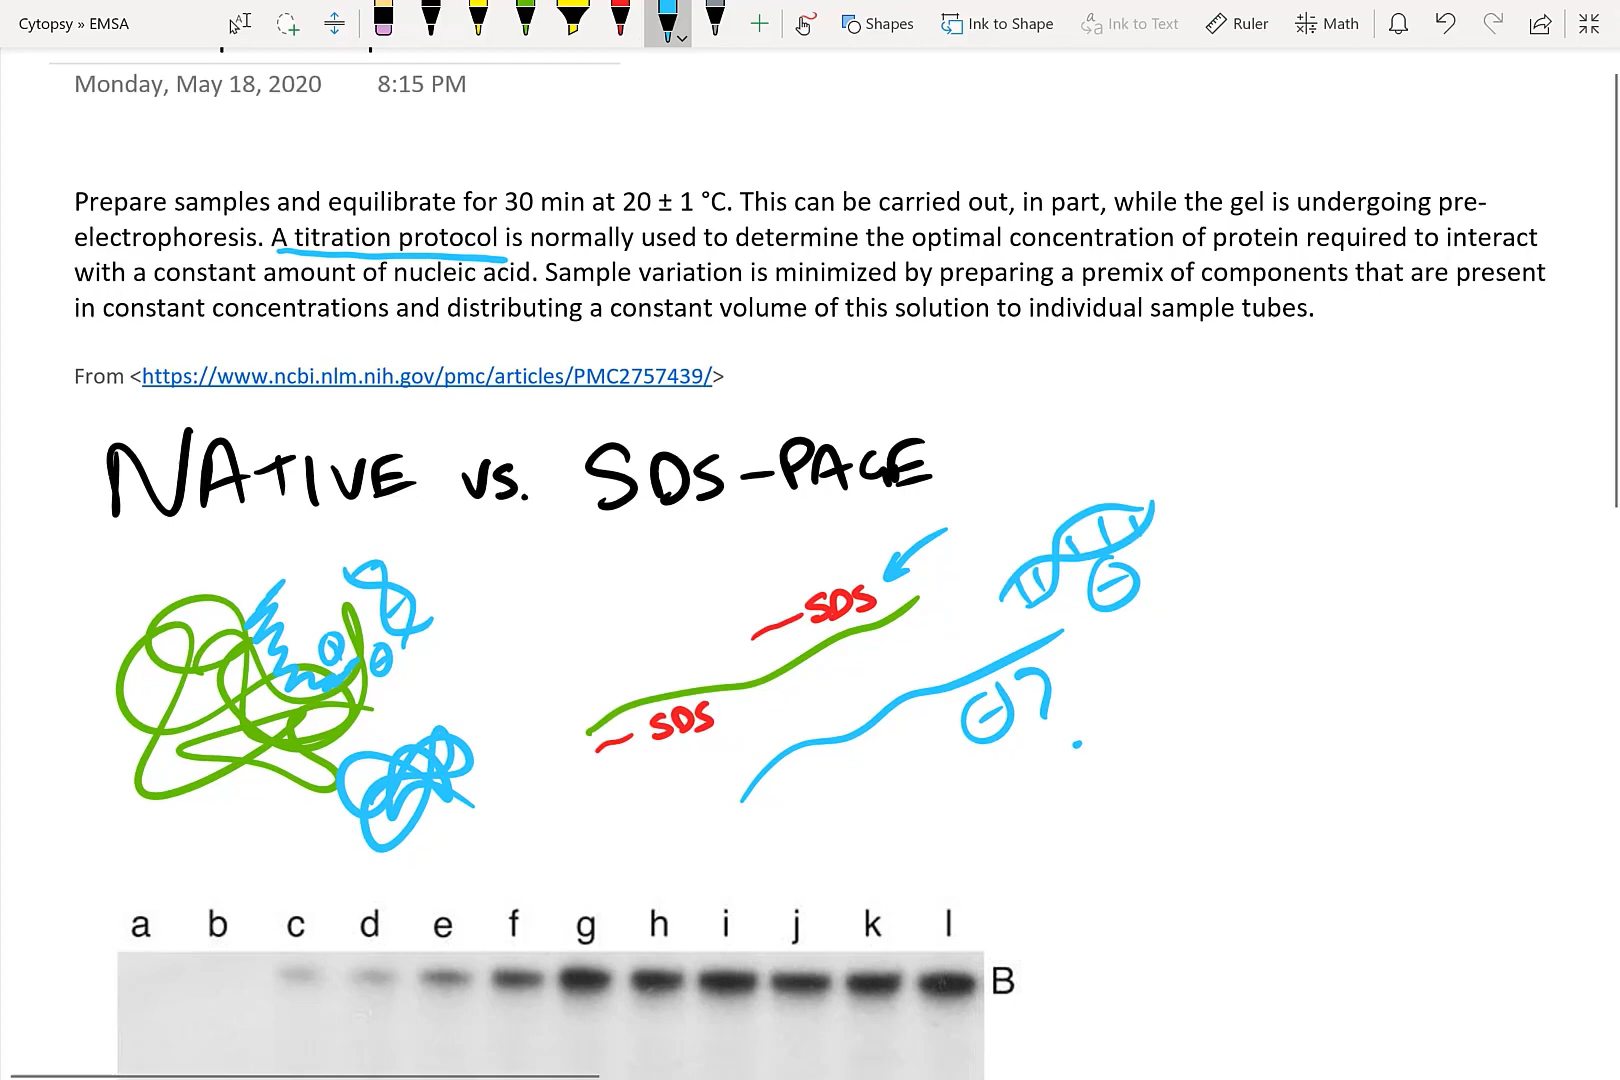 Cytopsy » EMSA
Shapes
Ink to Shape
Ink to Text
Ruler
Math
Monday, May 18, 2020 8:15 PM
Prepare samples and equilibrate for 30 min at 20 ± 1 °C. This can be carried out, in part, while the gel is undergoing pre-
electrophoresis. A titration protocol is normally used to determine the optimal concentration of protein required to interact
with a constant amount of nucleic acid. Sample variation is minimized by preparing a premix of components that are present
in constant concentrations and distributing a constant volume of this solution to individual sample tubes.
From <https://www.ncbi.nlm.nih.gov/pmc/articles/PMC2757439/>
NATIVE vs. SDS-PAGE
SDS
SDS
a b c d e f g h i j k l
B